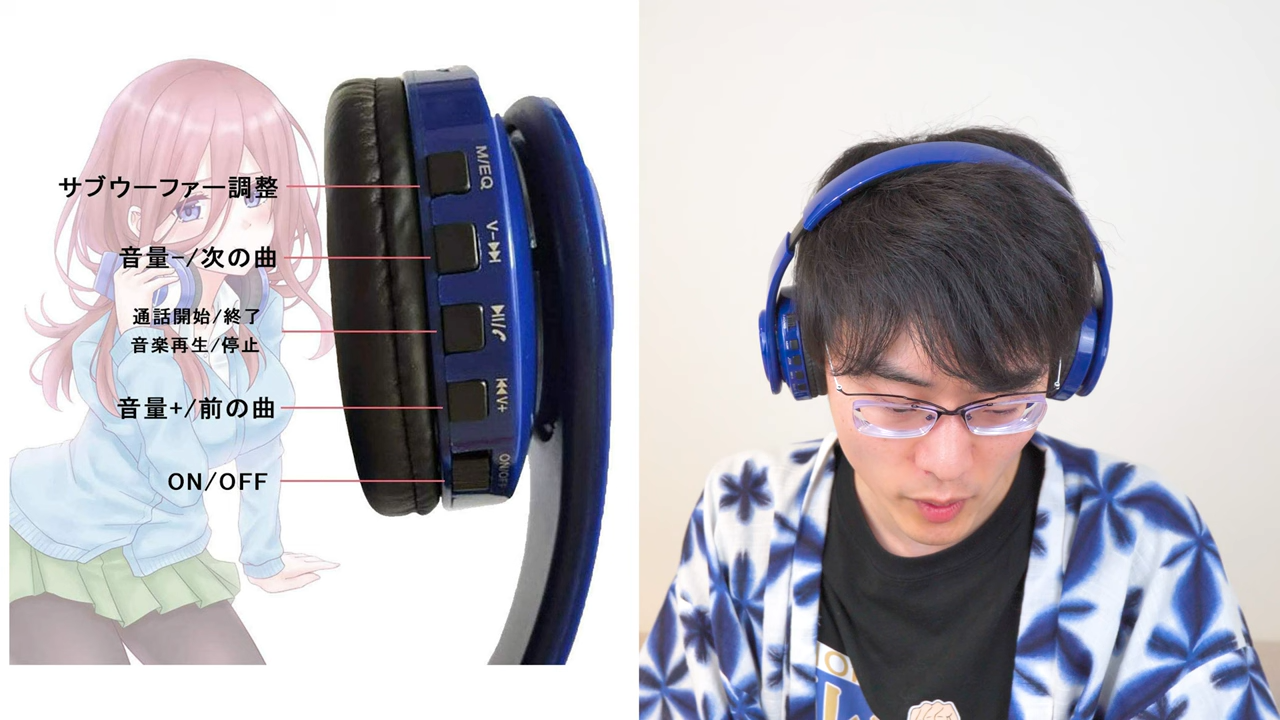 サブウーファー調整
音量-/次の曲
通話開始/終了
音楽再生/停止
音量+/前の曲
ON/OFF
M/EQ
V-
V+
ON/OFF